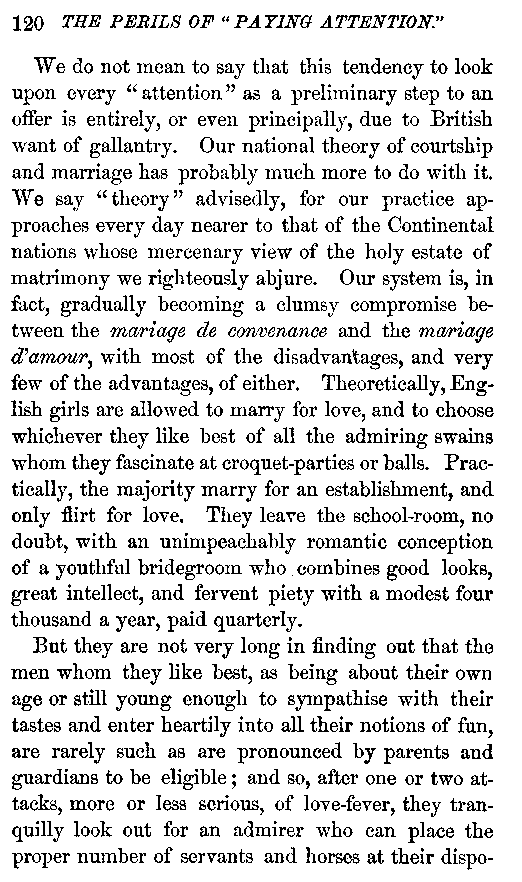 120 THE PERILS OF "PAYING ATTENTION."
We do not mean to say that this tendency to look
upon every "attention" as a preliminary step to an
offer is entirely, or even principally, due to British
want of gallantry. Our national theory of courtship
and marriage has probably much more to do with it.
We say "theory" advisedly, for our practice ap-
proaches every day nearer to that of the Continental
nations whose mercenary view of the holy estate of
matrimony we righteously abjure. Our system is, in
fact, gradually becoming a clumsy compromise be-
tween the mariage de convenance and the mariage
d'amour, with most of the disadvantages, and very
few of the advantages, of either. Theoretically, Eng-
lish girls are allowed to marry for love, and to choose
whichever they like best of all the admiring swains
whom they fascinate at croquet-parties or balls. Prac-
tically, the majority marry for an establishment, and
only flirt for love. They leave the school-room, no
doubt, with an unimpeachably romantic conception
of a youthful bridegroom who combines good looks,
great intellect, and fervent piety with a modest four
thousand a year, paid quarterly.
But they are not very long in finding out that the
men whom they like best, as being about their own
age or still young enough to sympathise with their
tastes and enter heartily into all their notions of fun,
are rarely such as are pronounced by parents and
guardians to be eligible; and so, after one or two at-
tacks, more or less serious, of love-fever, they tran-
quilly look out for an admirer who can place the
proper number of servants and horses at their dispo-